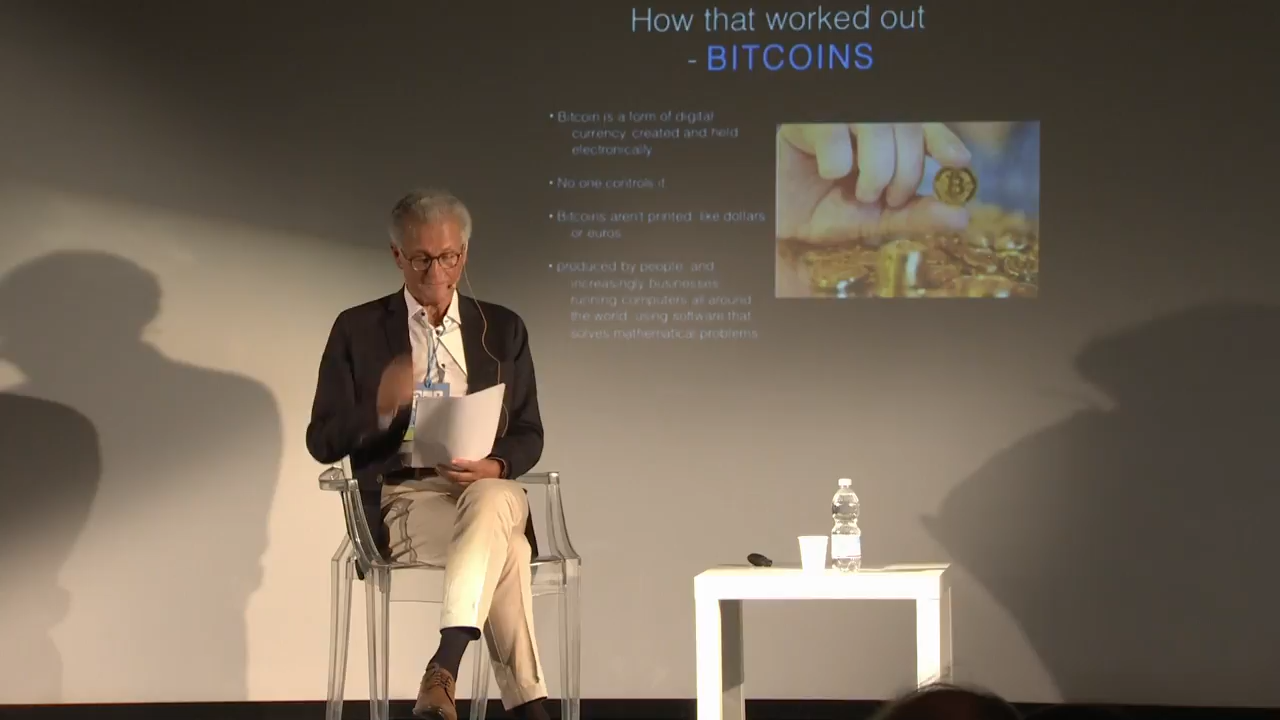 How that worked out
- BITCOINS
• Bitcoin is a form of digital
currency, created and held
electronically.
• No one controls it.
• Bitcoins aren't printed, like dollars
or euros
• produced by people, and
increasingly businesses,
running computers all around
the world, using software that
solves mathematical problems